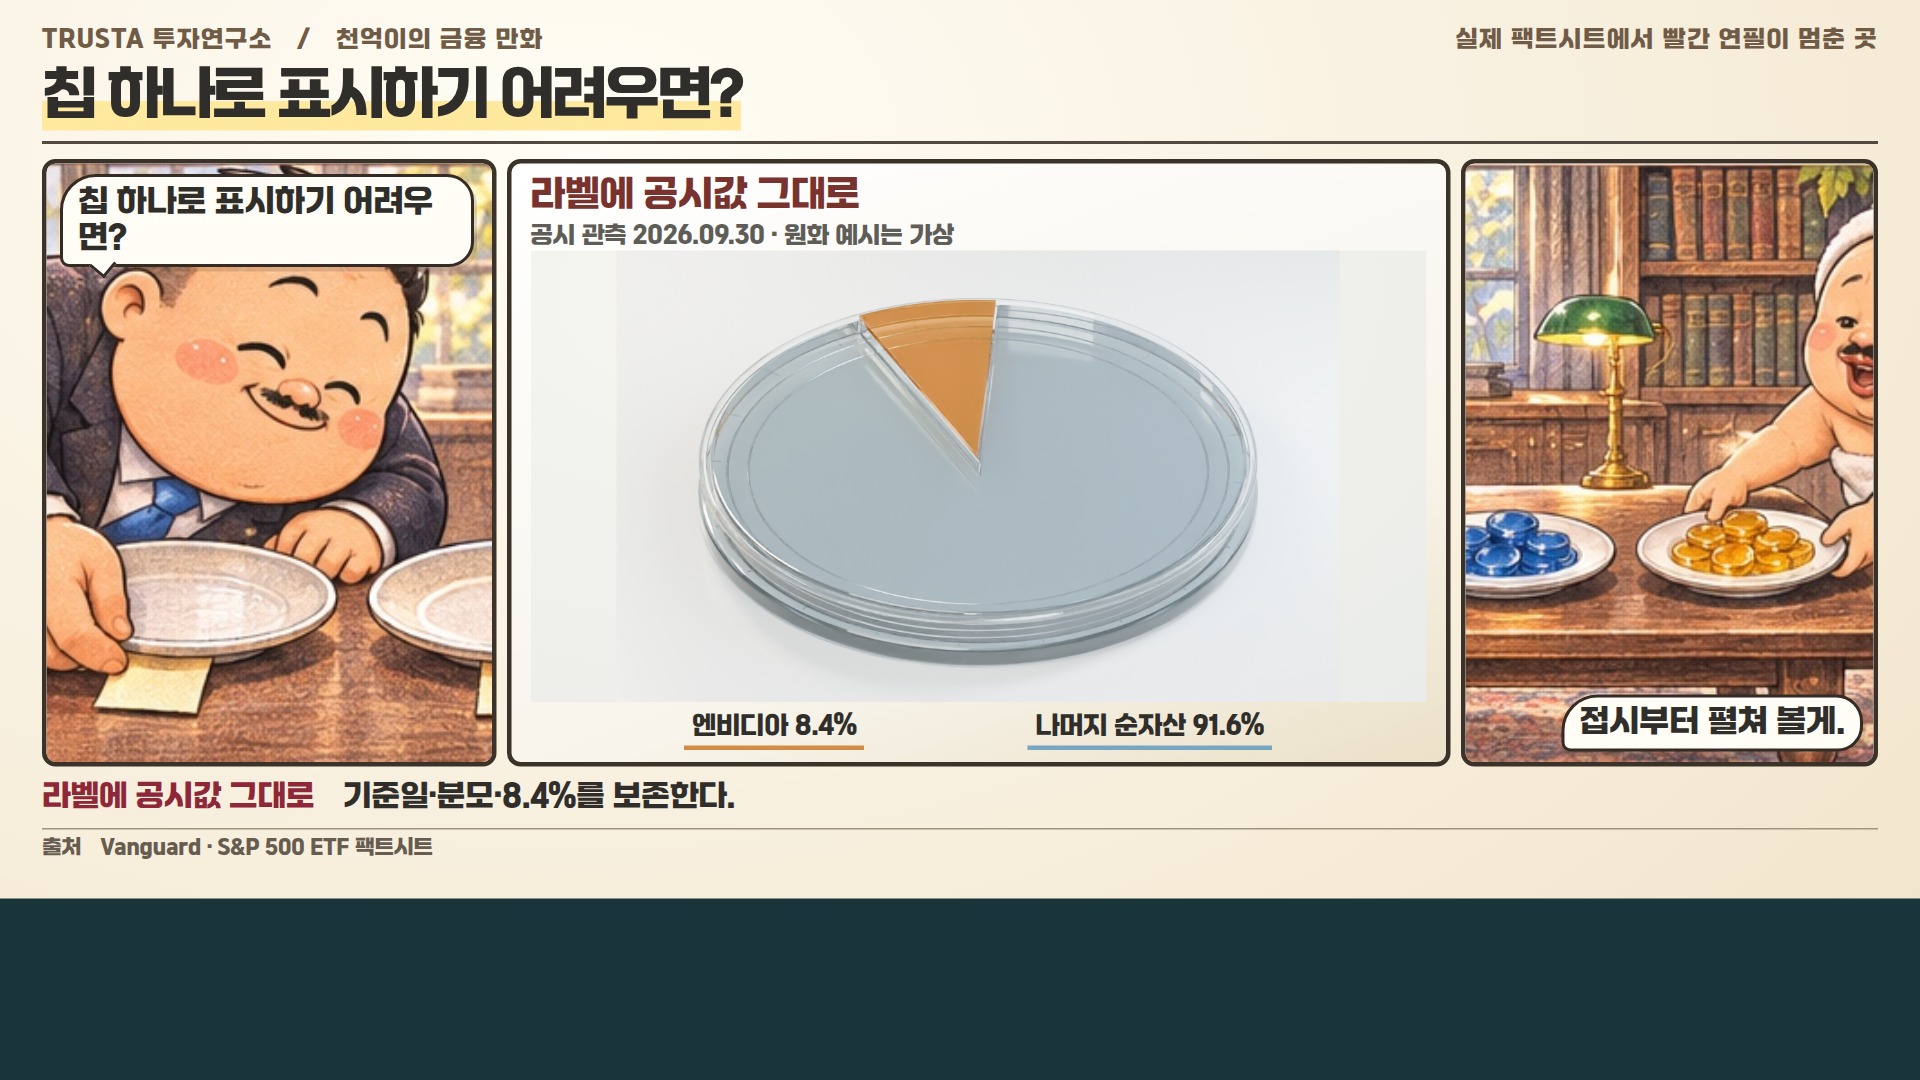 TRUSTA 투자연구소 / 천억이의 금융 만화
실제 팩트시트에서 빨간 연필이 멈춘 곳
칩 하나로 표시하기 어려우면?
칩 하나로 표시하기 어려우
면?
라벨에 공시값 그대로
공시 관측 2026.09.30 · 원화 예시는 가상
엔비디아 8.4%
나머지 순자산 91.6%
접시부터 펼쳐 볼게.
라벨에 공시값 그대로 기준일·분모·8.4%를 보존한다.
출처 Vanguard · S&P 500 ETF 팩트시트